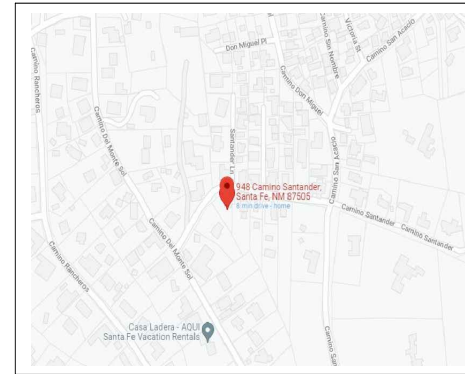 Don Miguel Pl
Victoria St
Camino Sin Nombre
Camino San Acacio
Camino Rancheros
Camino Don Miguel
Camino Del Monte Sol
Santander Ln
948 Camino Santander,
Santa Fe, NM 87505
6 min drive - home
Camino San Acacio
Camino Santander
Camino Santander
Camino Del Monte Sol
Camino Rancheros
Casa Ladera - AQUI
Santa Fe Vacation Rentals
Camino San